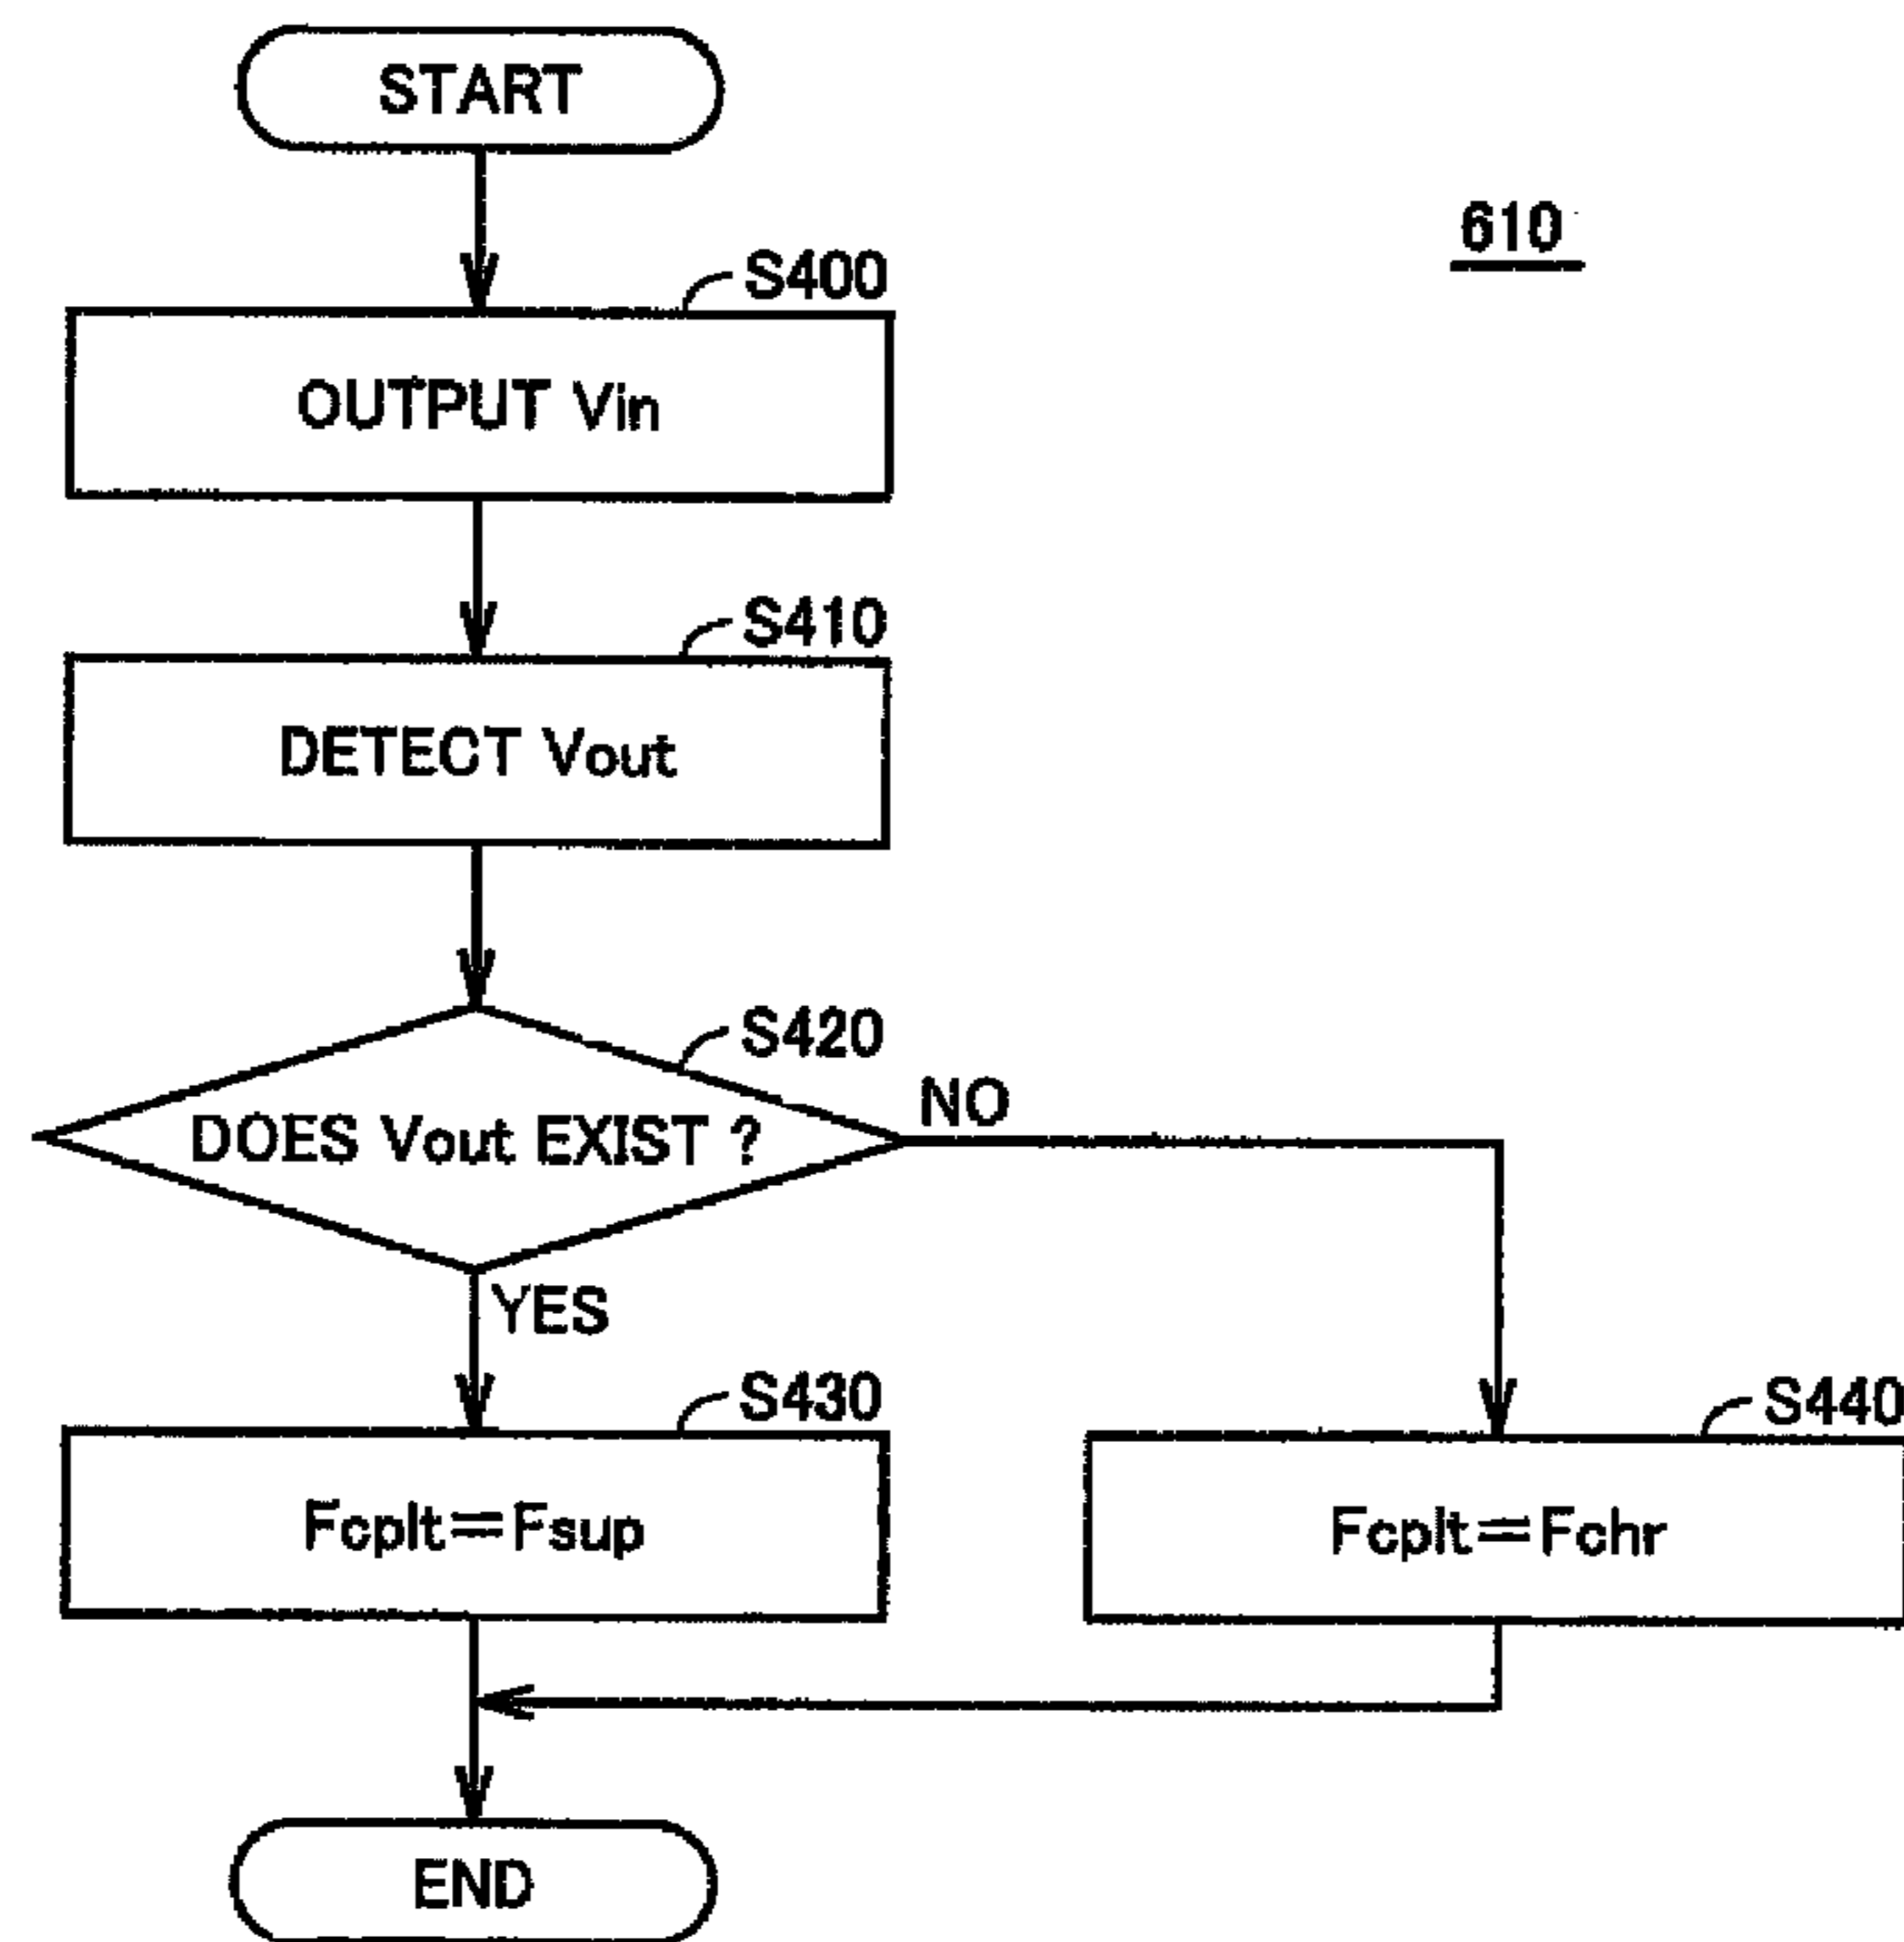 START
610
S400
OUTPUT Vin
S410
DETECT Vout
S420
DOES Vout EXIST ?
NO
YES
S430
Fcplt=Fsup
S440
Fcplt=Fchr
END